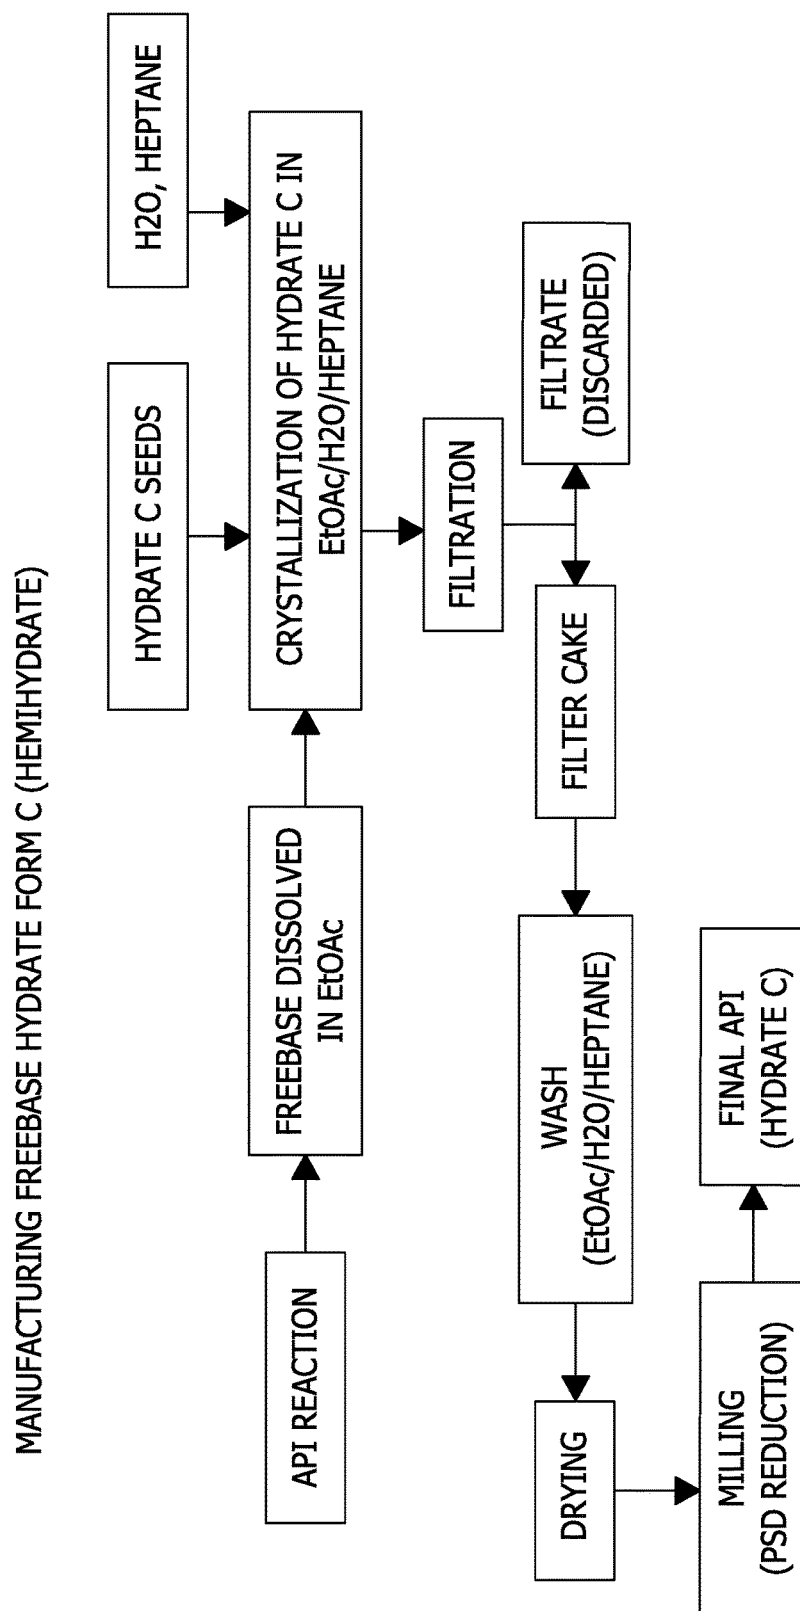 MANUFACTURING FREEBASE HYDRATE FORM C (HEMIHYDRATE)
HYDRATE C SEEDS
H2O, HEPTANE
API REACTION
FREEBASE DISSOLVED
IN EtOAc
CRYSTALLIZATION OF HYDRATE C IN
EtOAc/H2O/HEPTANE
FILTRATION
DRYING
WASH
(EtOAc/H2O/HEPTANE)
FILTER CAKE
FILTRATE
(DISCARDED)
MILLING
(PSD REDUCTION)
FINAL API
(HYDRATE C)